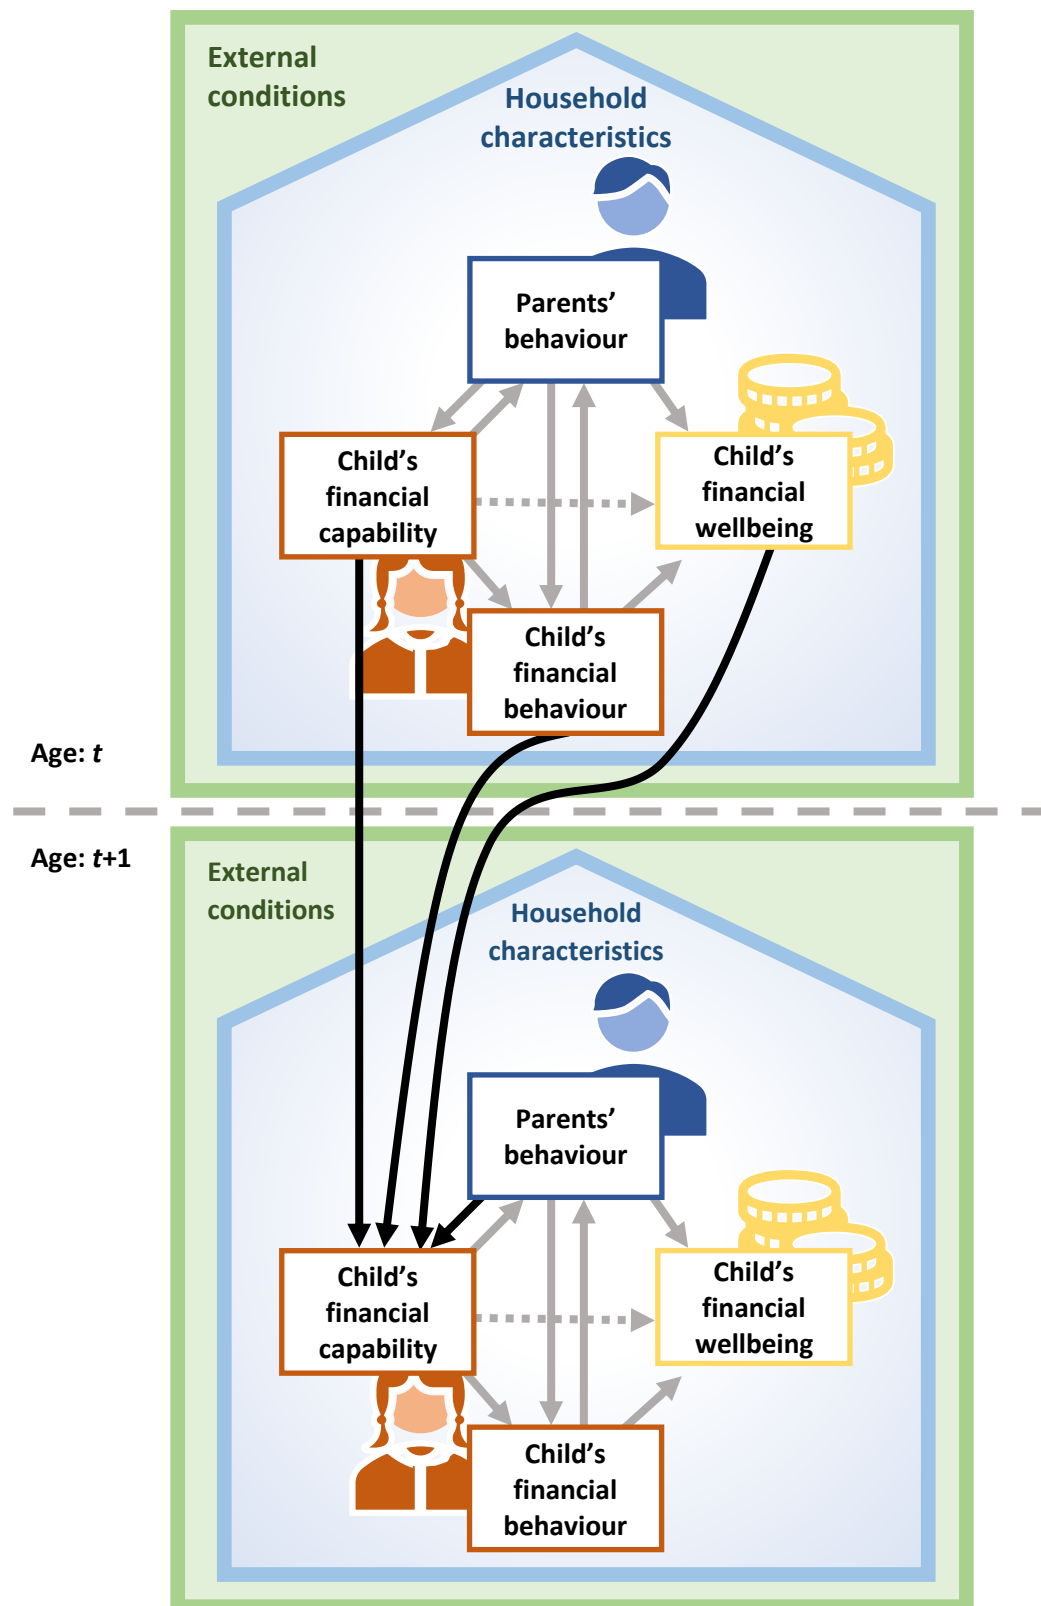 External
conditions
Household
characteristics
Parents’
behaviour
Child’s
financial
capability
Child’s
financial
wellbeing
Child’s
financial
behaviour
Age: t
Age: t+1
External
conditions
Household
characteristics
Parents’
behaviour
Child’s
financial
capability
Child’s
financial
wellbeing
Child’s
financial
behaviour